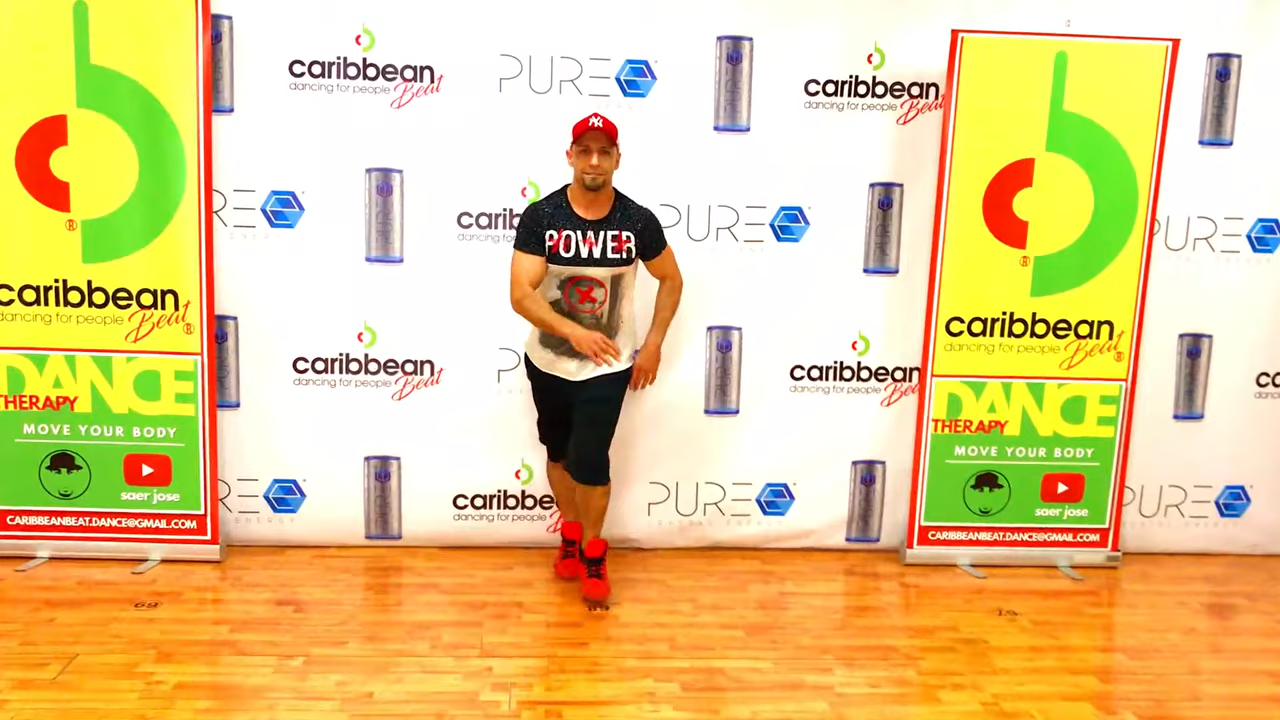 caribbean
dancing for people Beat®
DANCE
THERAPY
MOVE YOUR BODY
saer jose
CARIBBEANBEAT.DANCE@GMAIL.COM
caribbean
dancing for people Beat
PURE
caribbean
dancing for people Beat
PURE
PURE
caribbean
dancing for people Beat
caribbean
dancing for people Beat
caribbean
dancing for people
PURE
PURE
NY
POWER
caribbean
dancing for people Beat®
DANCE
THERAPY
MOVE YOUR BODY
saer jose
CARIBBEANBEAT.DANCE@GMAIL.COM
PURE
PURE
69